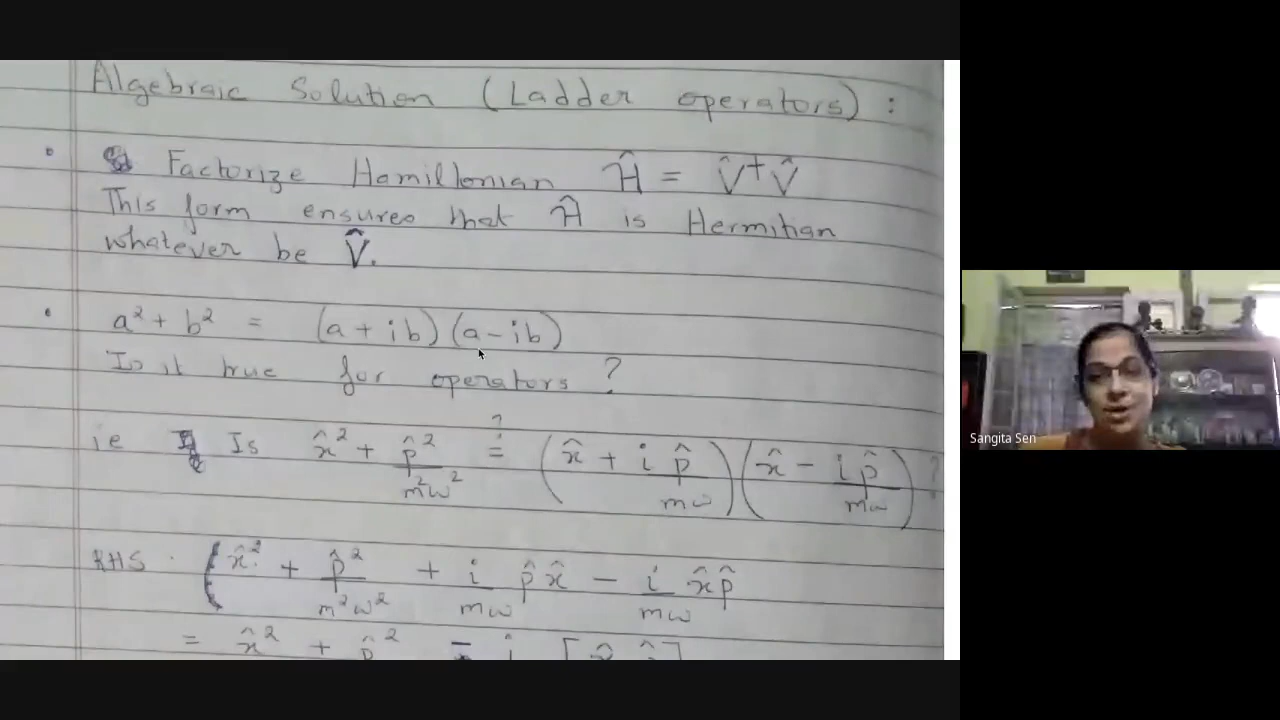 Algebraic Solution (Ladder operators) :
• Factorize Hamiltonian Ĥ = V̂†V̂
This form ensures that Ĥ is Hermitian
whatever be V̂.
• a² + b² = (a + ib)(a - ib)
Is it true for operators ?
ie Is x̂² + p̂²/m²ω² =? (x̂ + i p̂/mω)(x̂ - i p̂/mω) ?
RHS. (x̂² + p̂²/m²ω² + i/mω p̂x̂ - i/mω x̂p̂
= x̂² + p̂²
Sangita Sen